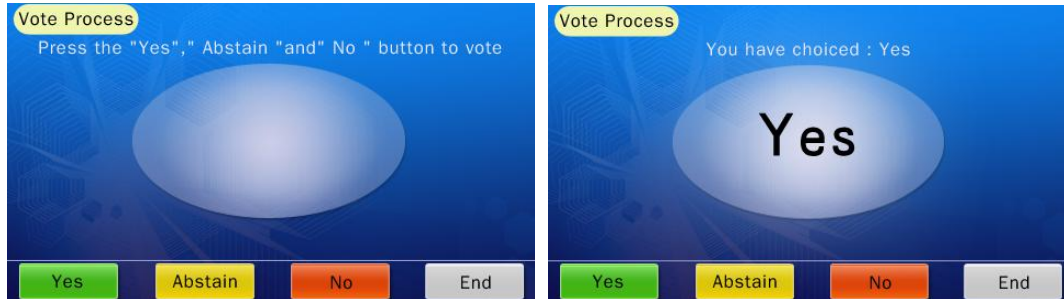 Vote Process
Press the "Yes"," Abstain "and" No " button to vote
Yes Abstain No End
Vote Process
You have choiced : Yes
Yes
Yes Abstain No End